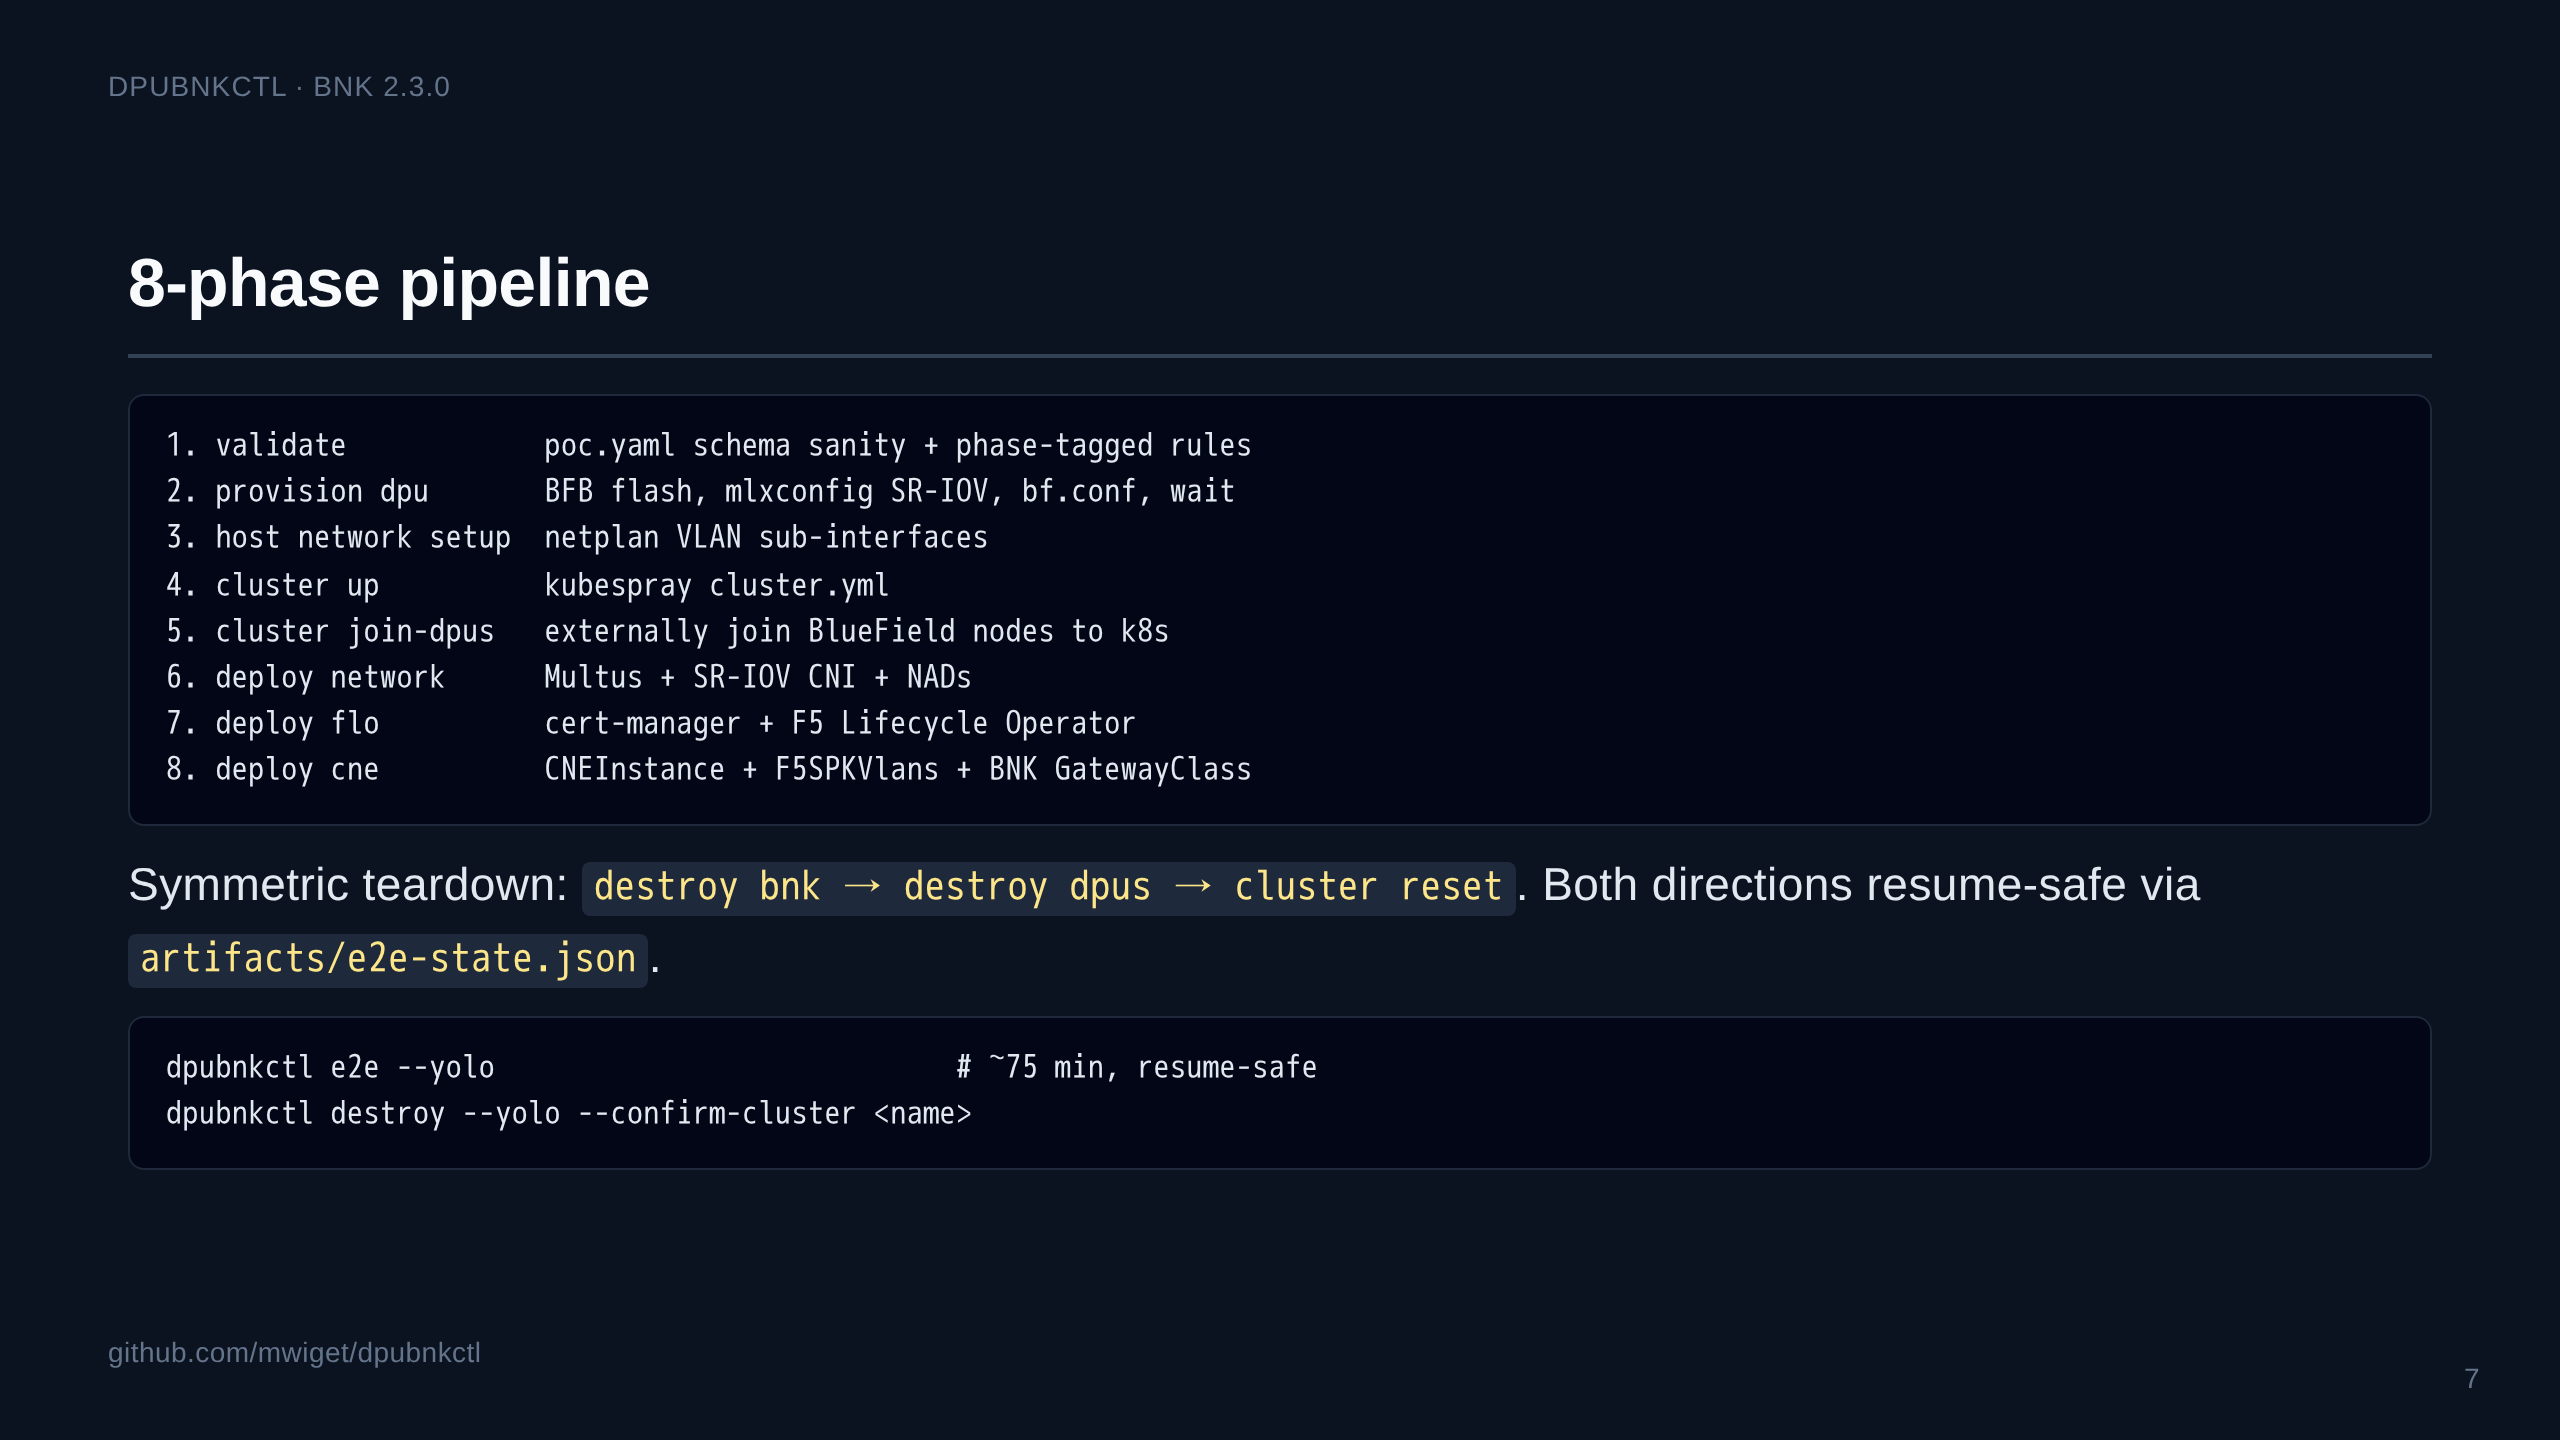 DPUBNKCTL · BNK 2.3.0
8-phase pipeline
1. validate            poc.yaml schema sanity + phase-tagged rules
2. provision dpu       BFB flash, mlxconfig SR-IOV, bf.conf, wait
3. host network setup  netplan VLAN sub-interfaces
4. cluster up          kubespray cluster.yml
5. cluster join-dpus   externally join BlueField nodes to k8s
6. deploy network      Multus + SR-IOV CNI + NADs
7. deploy flo          cert-manager + F5 Lifecycle Operator
8. deploy cne          CNEInstance + F5SPKVlans + BNK GatewayClass
Symmetric teardown: destroy bnk → destroy dpus → cluster reset. Both directions resume-safe via
artifacts/e2e-state.json.
dpubnkctl e2e --yolo                            # ~75 min, resume-safe
dpubnkctl destroy --yolo --confirm-cluster <name>
github.com/mwiget/dpubnkctl
7